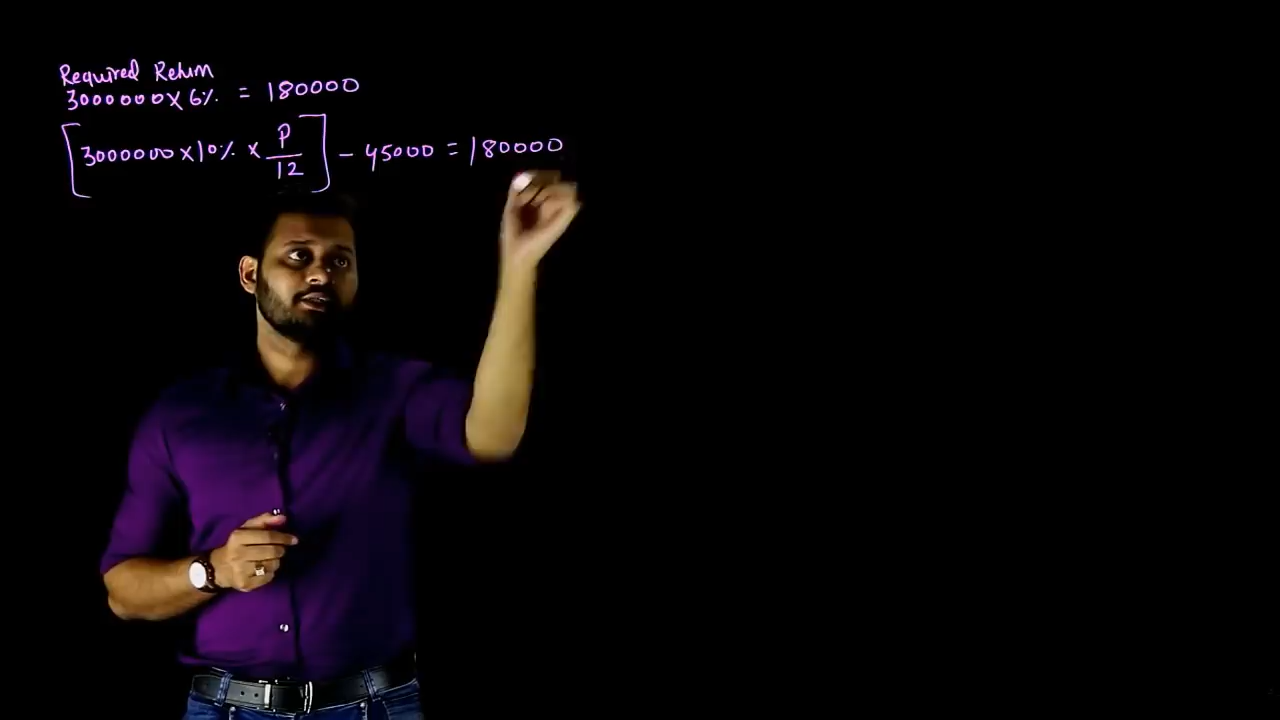 Required Return
3000000 x 6% = 180000
[3000000 x 10% x P/12] - 45000 = 180000